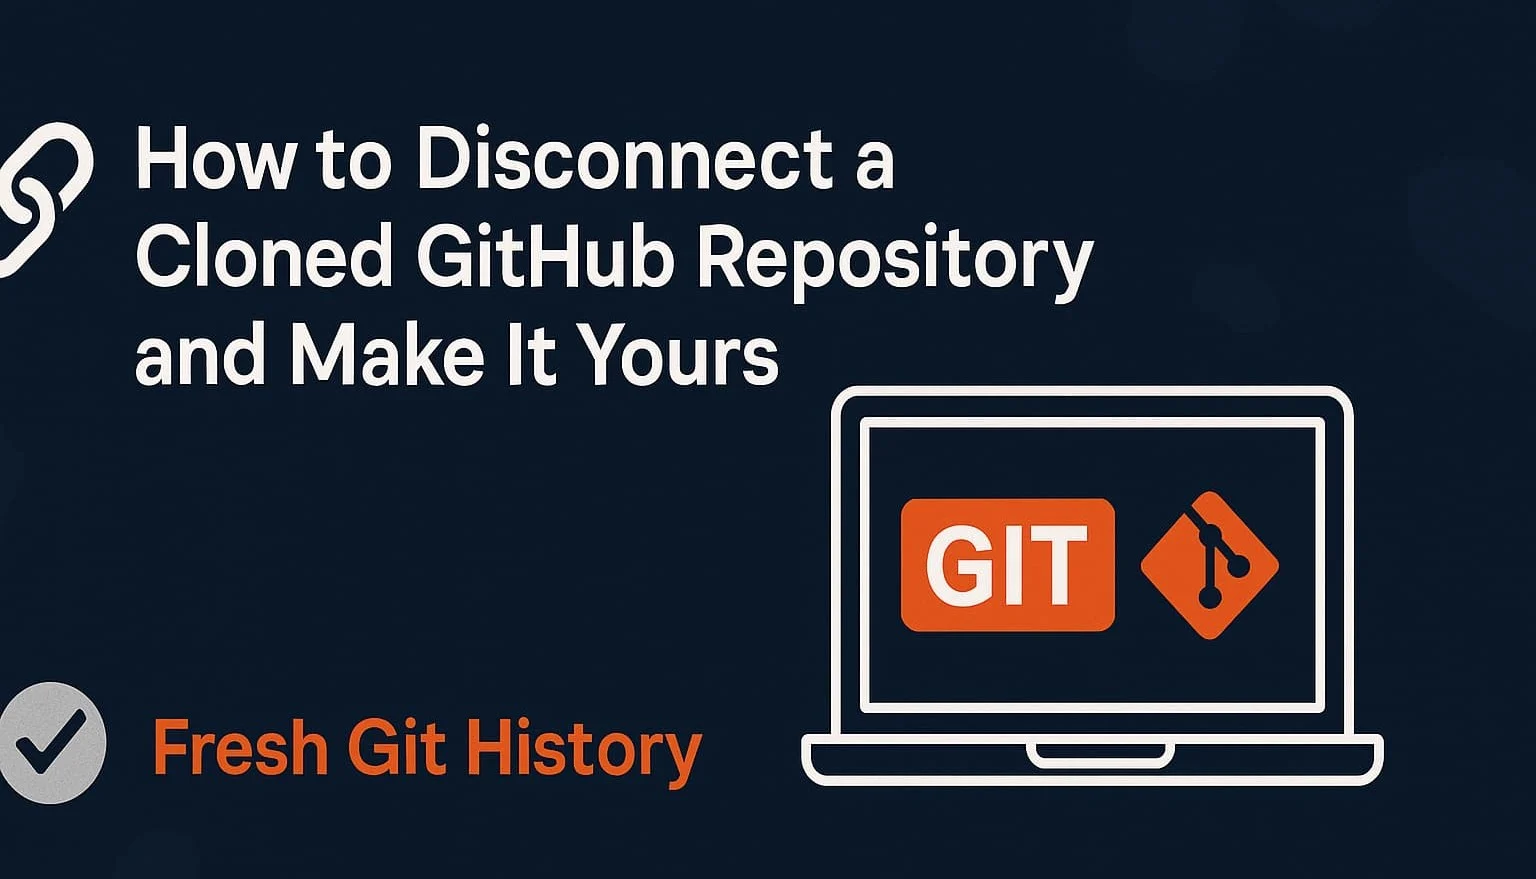 How to Disconnect a
Cloned GitHub Repository
and Make It Yours
GIT
Fresh Git History